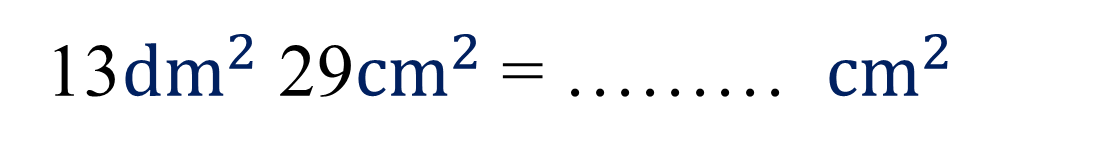 13dm² 29cm² = ......... cm²